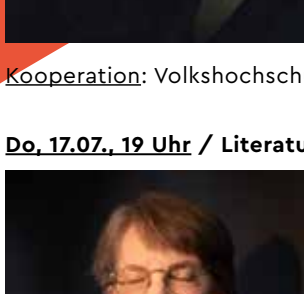 Kooperation: Volkshochsch
Do, 17.07., 19 Uhr / Literatu